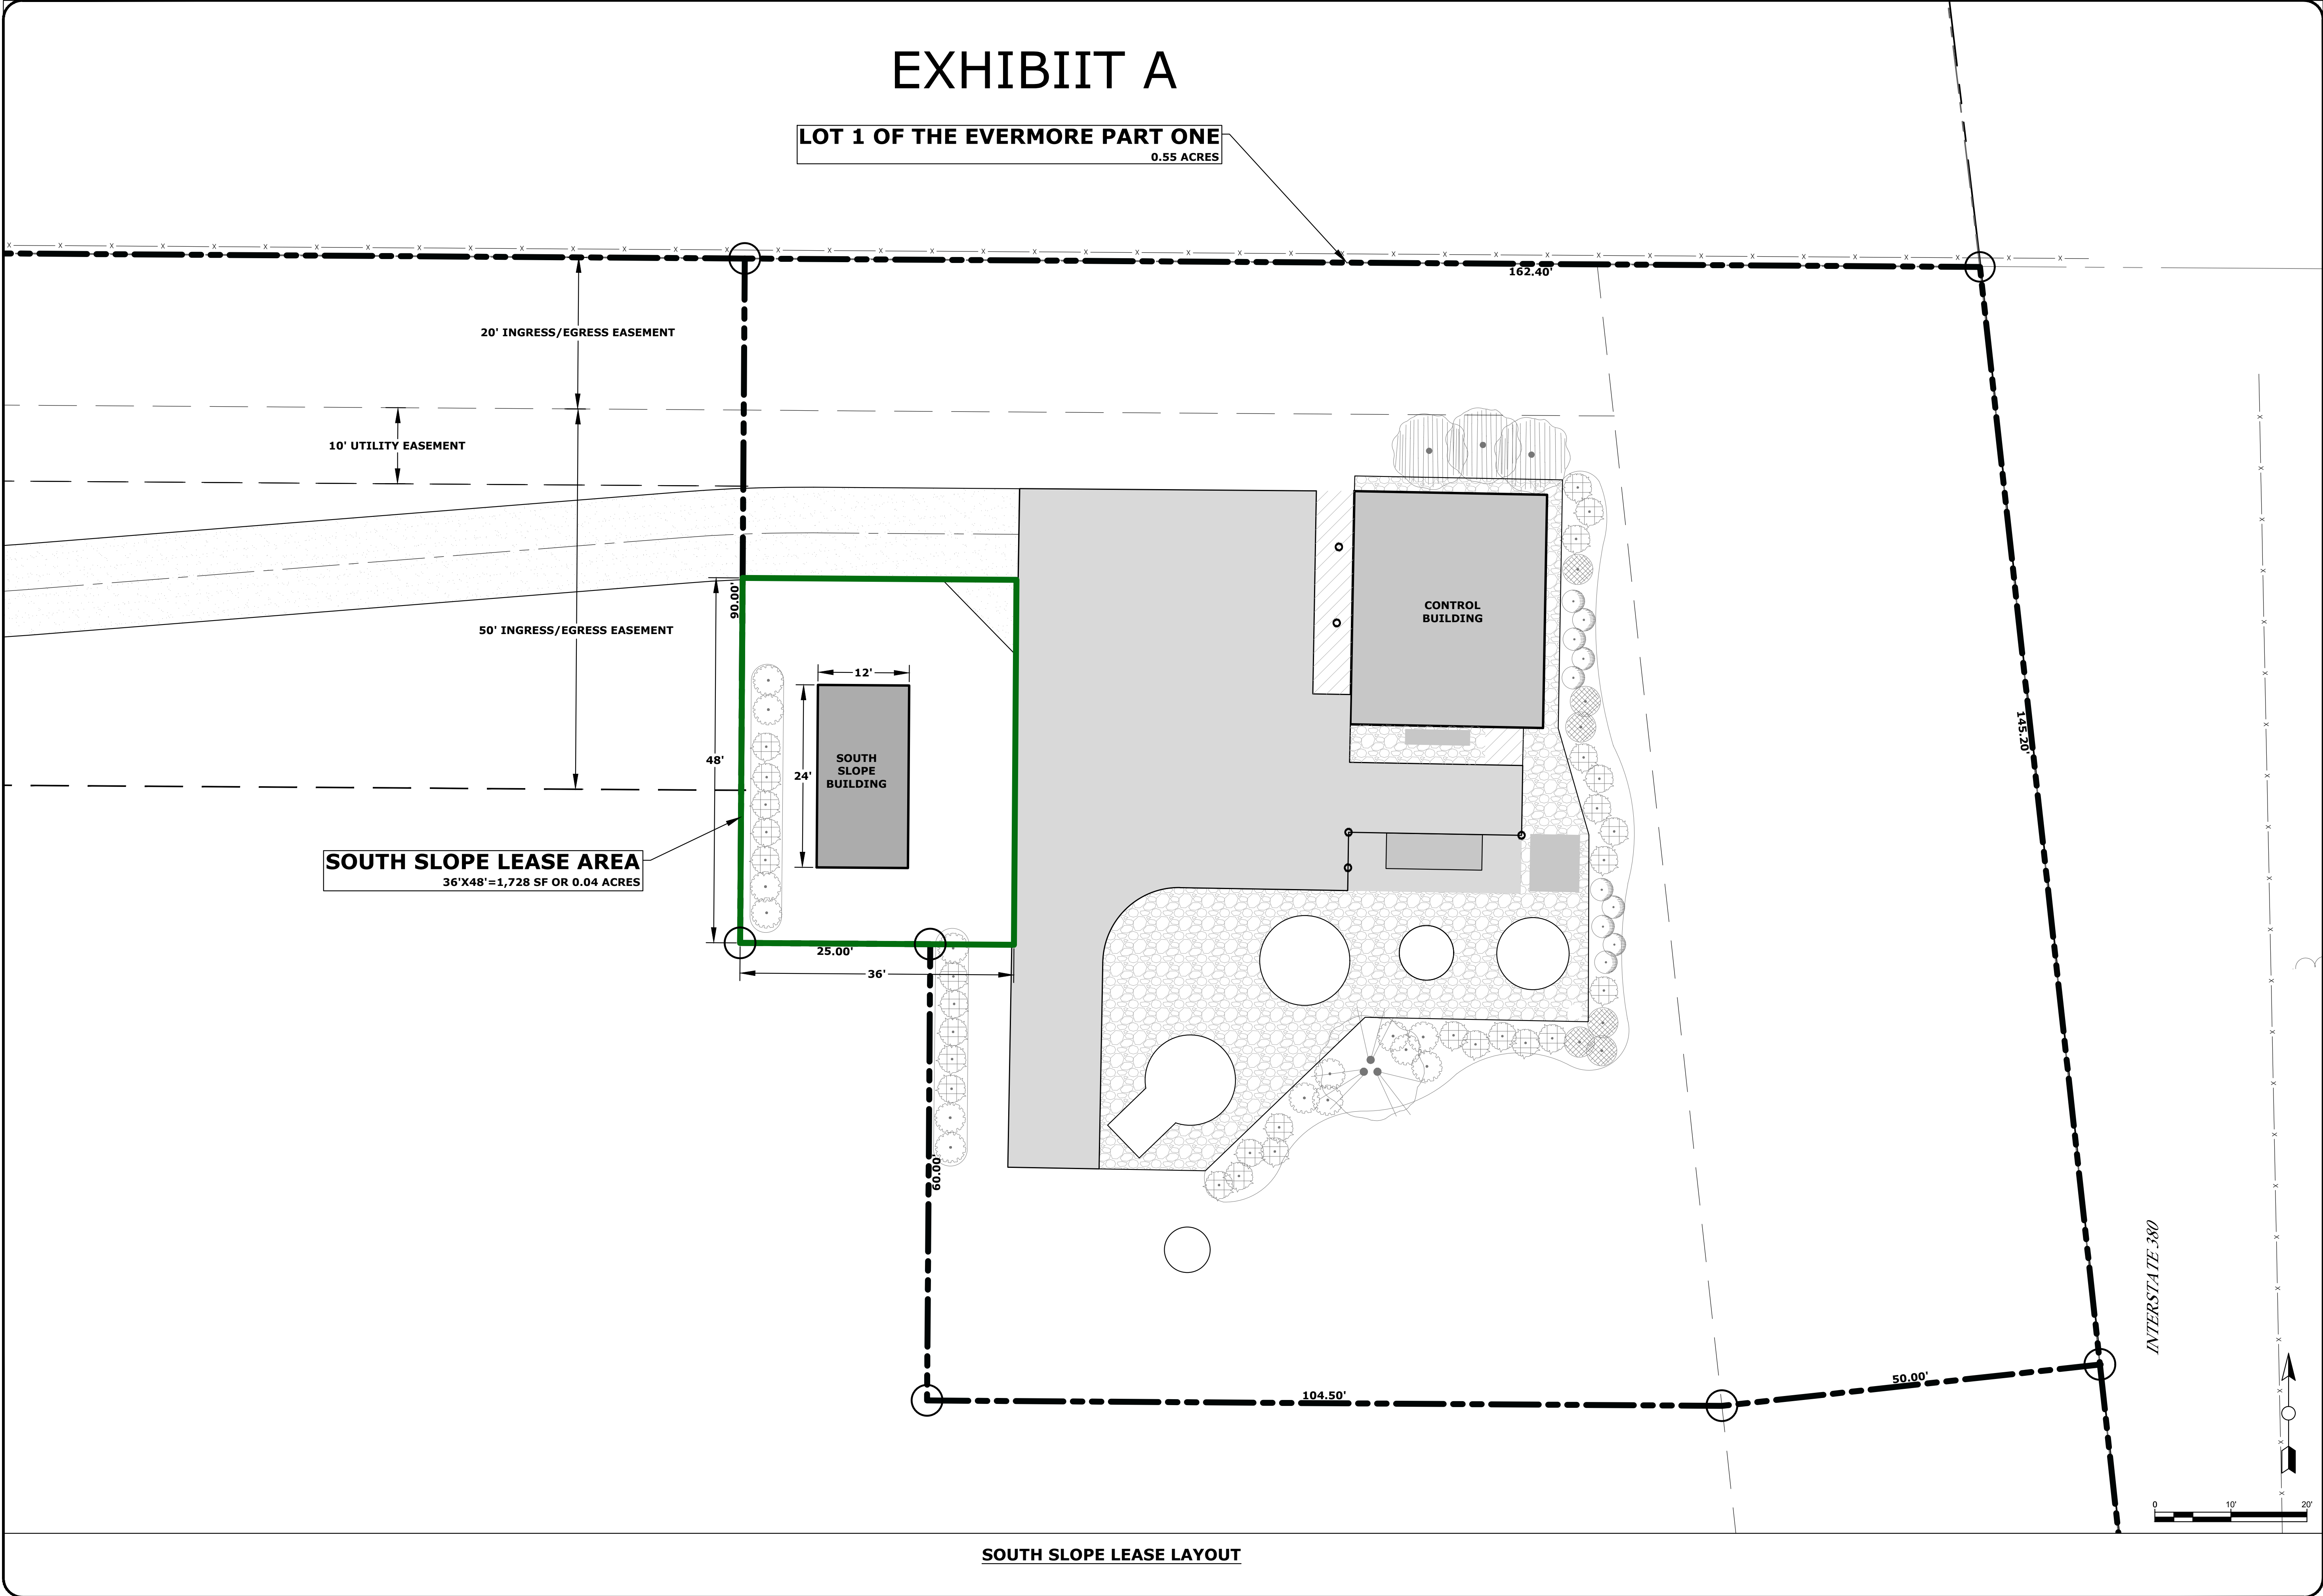 EXHIBIIT A
LOT 1 OF THE EVERMORE PART ONE
0.55 ACRES
162.40'
20' INGRESS/EGRESS EASEMENT
10' UTILITY EASEMENT
90.00'
50' INGRESS/EGRESS EASEMENT
CONTROL
BUILDING
12'
145.20'
48'
24'
SOUTH
SLOPE
BUILDING
SOUTH SLOPE LEASE AREA
36'X48'=1,728 SF OR 0.04 ACRES
25.00'
36'
60.00'
INTERSTATE 380
50.00'
104.50'
0 10' 20'
SOUTH SLOPE LEASE LAYOUT